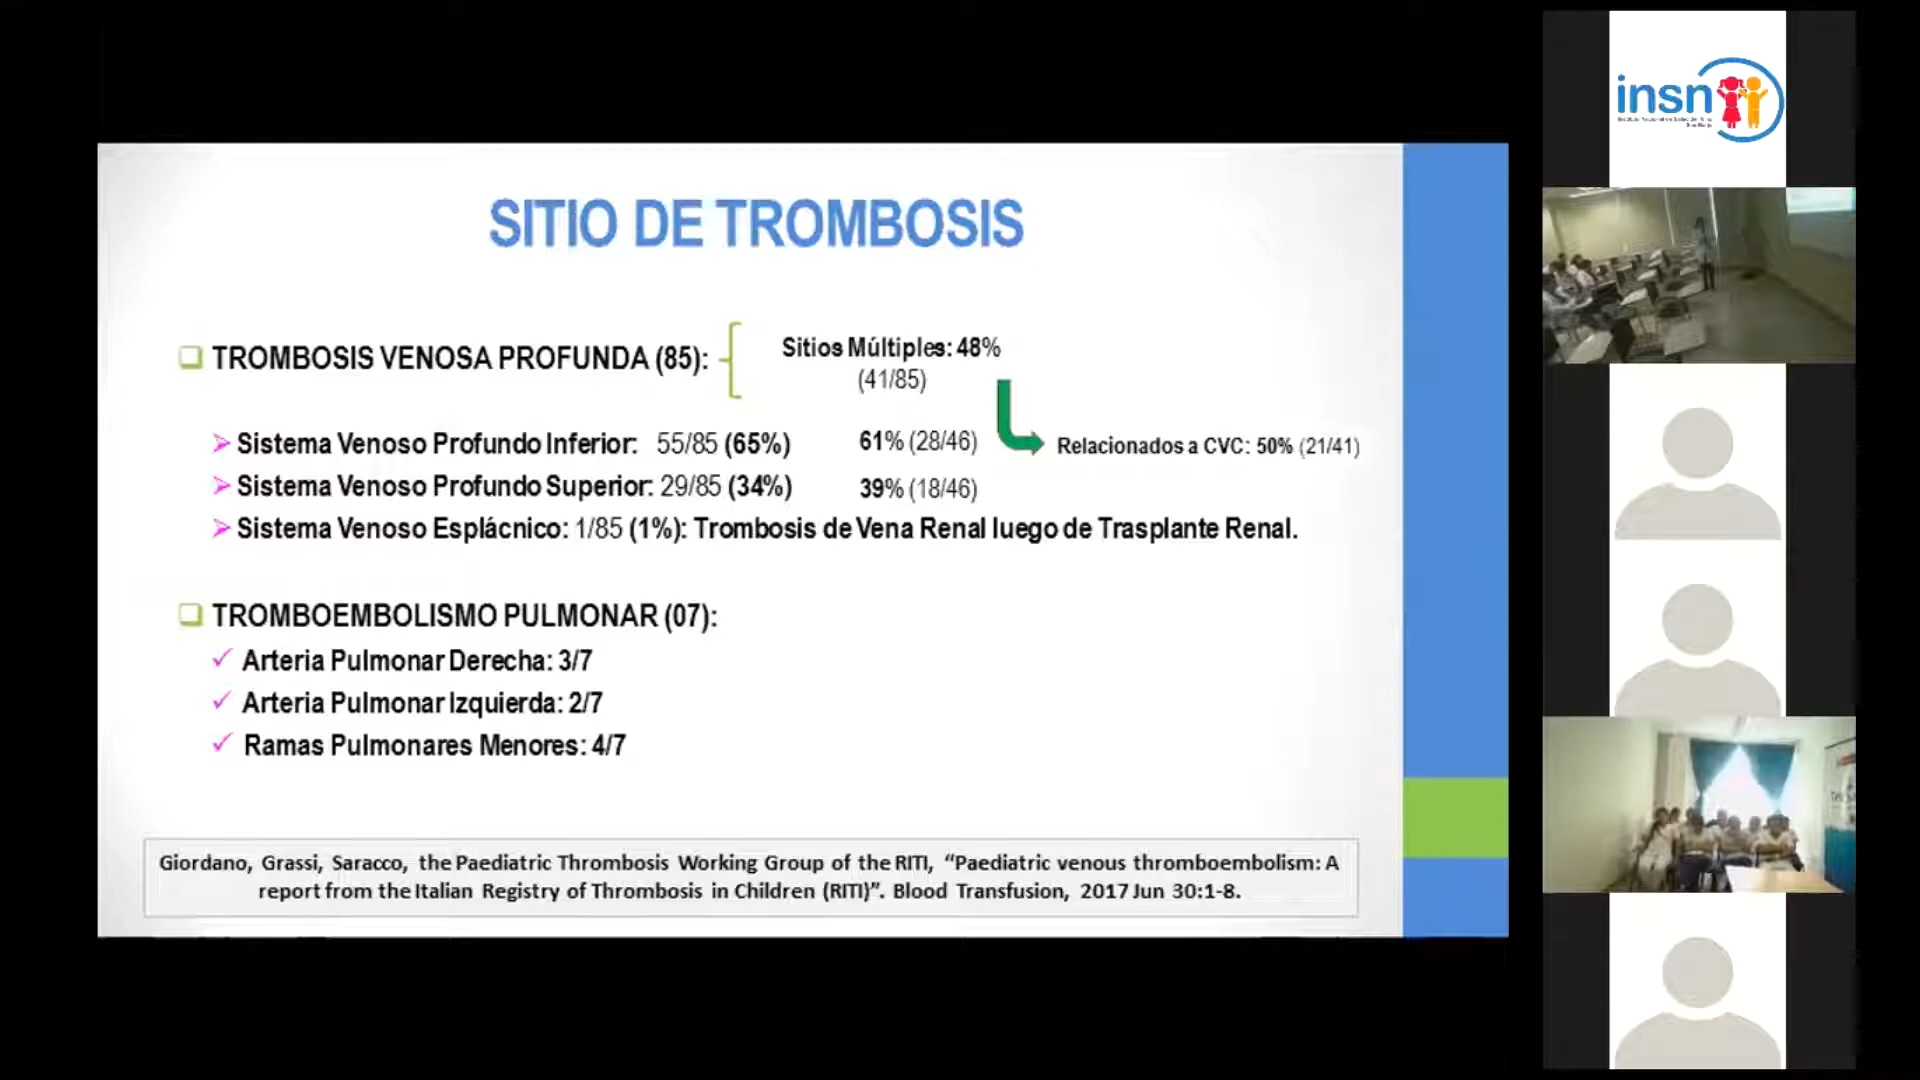 SITIO DE TROMBOSIS
TROMBOSIS VENOSA PROFUNDA (85):
Sitios Múltiples: 48%
(41/85)
Sistema Venoso Profundo Inferior: 55/85 (65%) 61% (28/46)
Relacionados a CVC: 50% (21/41)
Sistema Venoso Profundo Superior: 29/85 (34%) 39% (18/46)
Sistema Venoso Esplácnico: 1/85 (1%): Trombosis de Vena Renal luego de Trasplante Renal.
TROMBOEMBOLISMO PULMONAR (07):
Arteria Pulmonar Derecha: 3/7
Arteria Pulmonar Izquierda: 2/7
Ramas Pulmonares Menores: 4/7
Giordano, Grassi, Saracco, the Paediatric Thrombosis Working Group of the RITI, “Paediatric venous thromboembolism: A
report from the Italian Registry of Thrombosis in Children (RITI)”. Blood Transfusion, 2017 Jun 30:1-8.
insn